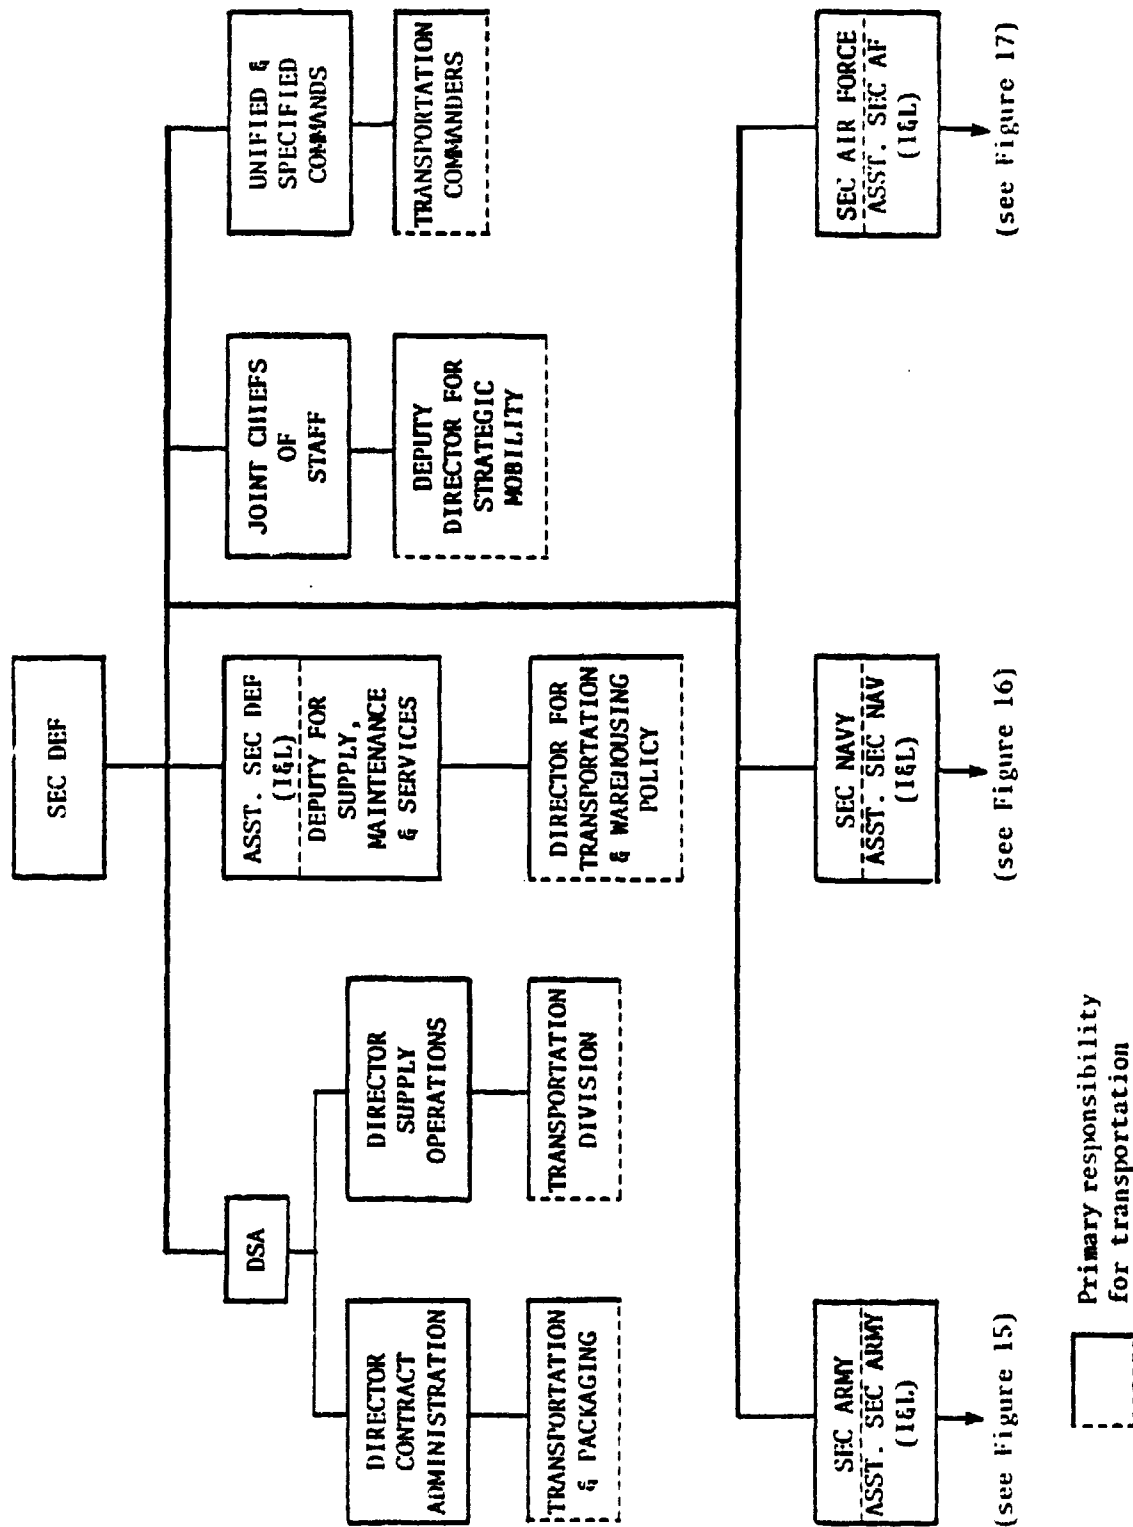 SEC DEF
DSA
DIRECTOR
CONTRACT
ADMINISTRATION
TRANSPORTATION
& PACKAGING
DIRECTOR
SUPPLY
OPERATIONS
TRANSPORTATION
DIVISION
ASST. SEC DEF
(I&L)
DEPUTY FOR
SUPPLY,
MAINTENANCE
& SERVICES
DIRECTOR FOR
TRANSPORTATION
& WAREHOUSING
POLICY
JOINT CHIEFS
OF
STAFF
DEPUTY
DIRECTOR FOR
STRATEGIC
MOBILITY
UNIFIED &
SPECIFIED
COMMANDS
TRANSPORTATION
COMMANDERS
SEC ARMY
ASST. SEC ARMY
(I&L)
(see Figure 15)
SEC NAVY
ASST. SEC NAV
(I&L)
(see Figure 16)
SEC AIR FORCE
ASST. SEC AF
(I&L)
(see Figure 17)
Primary responsibility
for transportation